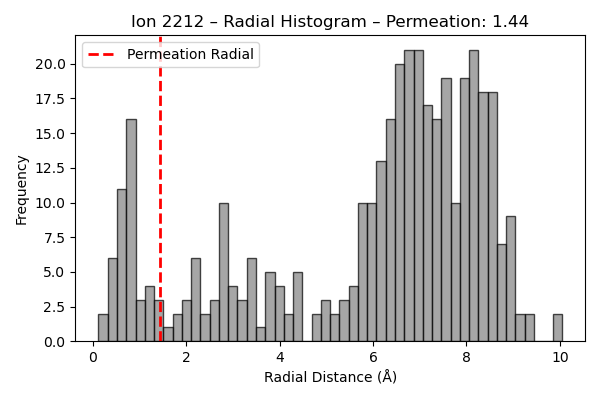 Ion 2212 – Radial Histogram – Permeation: 1.44
Permeation Radial
20.0
17.5
15.0
12.5
10.0
7.5
5.0
2.5
0.0
Frequency
0 2 4 6 8 10
Radial Distance (Å)